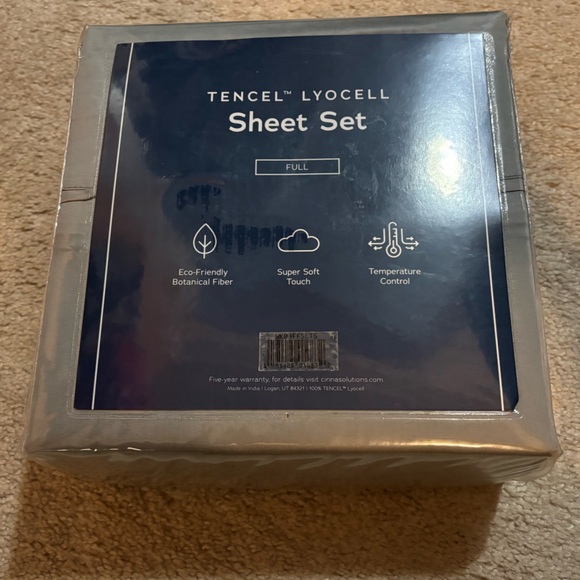 TENCEL™ LYOCELL
Sheet Set
FULL
Eco-Friendly
Botanical Fiber
Super Soft
Touch
Temperature
Control
Five-year warranty, for details visit cinnasolutions.com
Made in India | Logan, UT 84321 | 100% TENCEL™ Lyocell